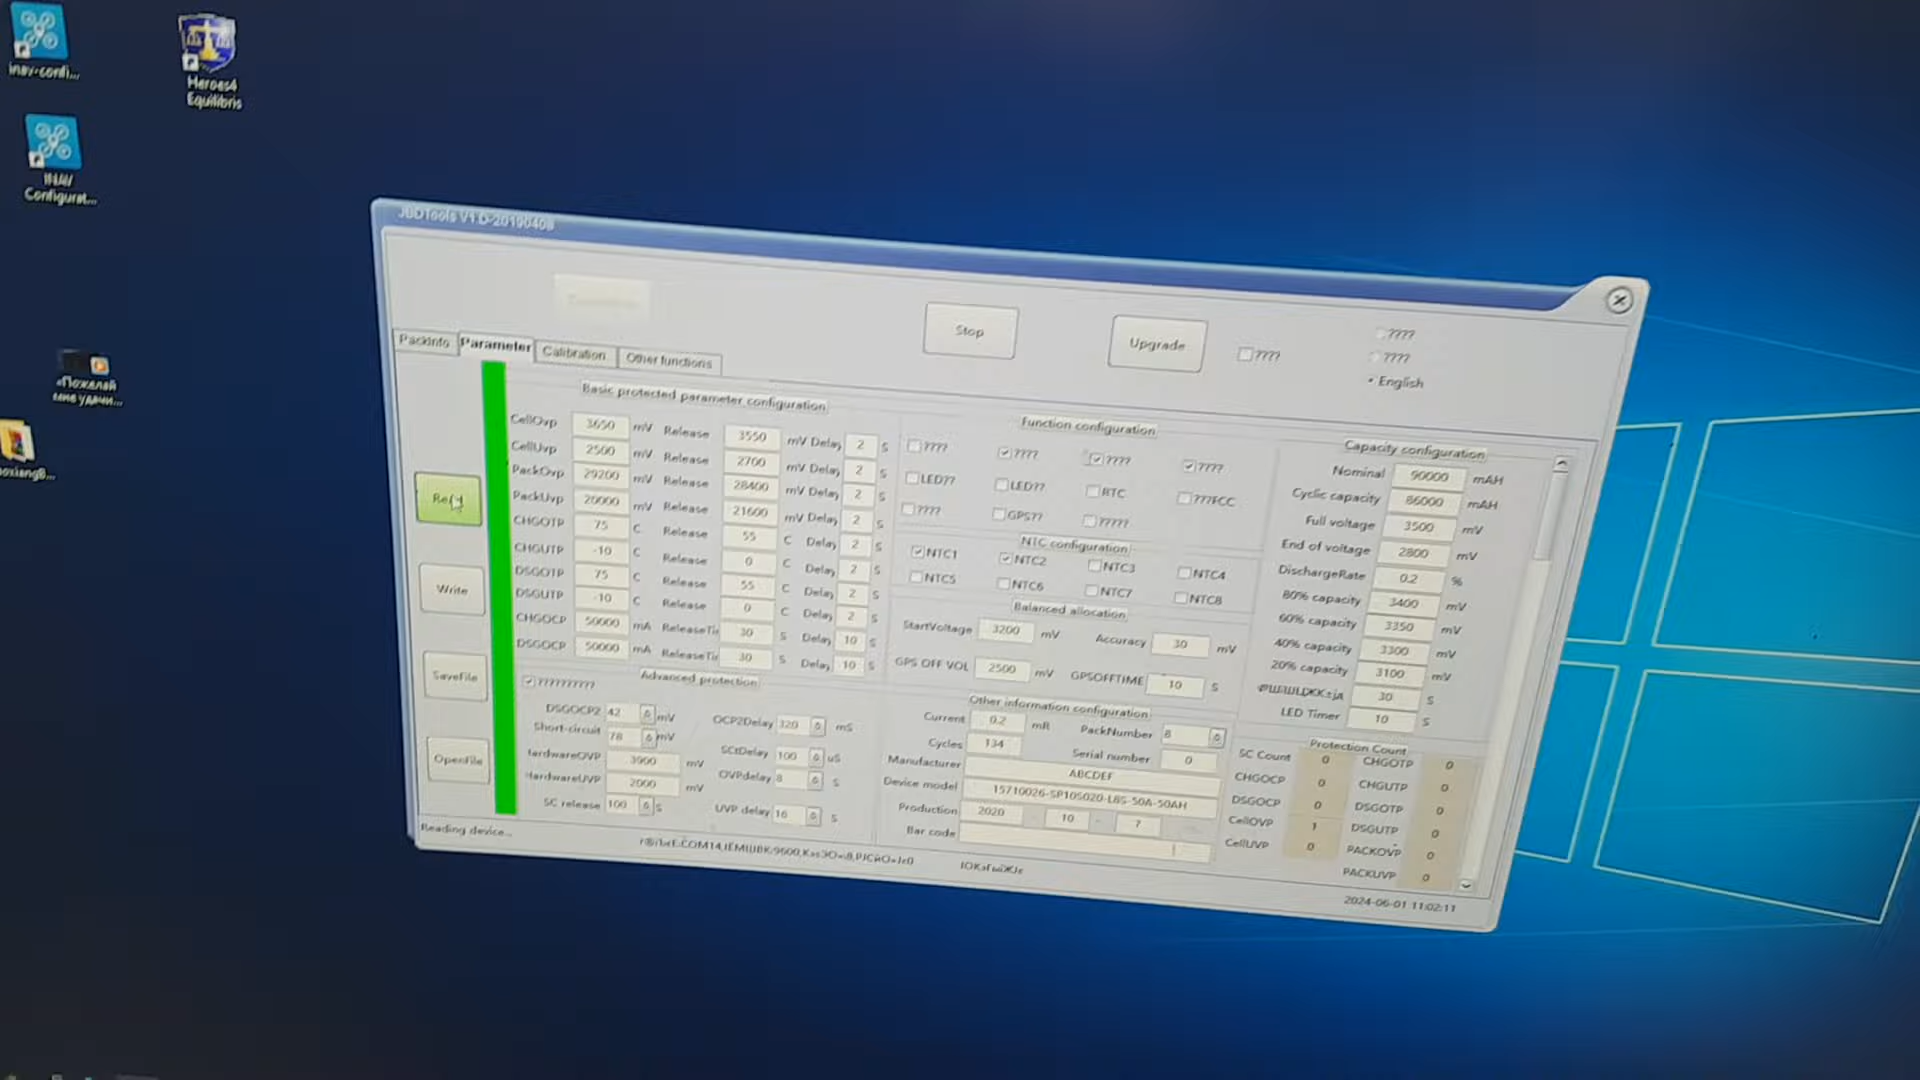 inav-confi...
Heroes4
Equilibris
INAV
Configurat...
«Пожелай
мне удачи...
JBDTools V1.D-20190408
Stop
Upgrade
????
????
????
English
PackInfo Parameter Calibration Other functions
Basic protected parameter configuration
CellOvp 3650 mV Release 3550 mV Delay 2 S
CellUvp 2500 mV Release 2700 mV Delay 2 S
PackOvp 29200 mV Release 28400 mV Delay 2 S
PackUvp 20000 mV Release 21600 mV Delay 2 S
CHGOTP 75 C Release 55 C Delay 2 S
CHGUTP -10 C Release 0 C Delay 2 S
DSGOTP 75 C Release 55 C Delay 2 S
DSGUTP -10 C Release 0 C Delay 2 S
CHGOCP 50000 mA ReleaseTi 30 S Delay 10 S
DSGOCP 50000 mA ReleaseTi 30 S Delay 10 S
Write
SaveFile
OpenFile
?????????? Advanced protection
DSGOCP2 42 mV OCP2Delay 320 mS
Short-circuit 78 mV SCtDelay 100 uS
HardwareOVP 3900 mV OVPdelay 8 S
HardwareUVP 2000 mV
SC release 100 S UVP delay 16 S
Function configuration
???? ???? ???? ????
LED?? LED?? RTC ???FCC
???? GPS?? ?????
NTC configuration
NTC1 NTC2 NTC3 NTC4
NTC5 NTC6 NTC7 NTC8
Balanced allocation
StartVoltage 3200 mV Accuracy 30 mV
GPS OFF VOL 2500 mV GPSOFFTIME 10 S
Other information configuration
Current 0.2 mR PackNumber 8
Cycles 134 Serial number 0
Manufacturer ABCDEF
Device model 15710026-SP10S020-L8S-50A-50AH
Production 2020 10 - 7
Bar code
Capacity configuration
Nominal 90000 mAH
Cyclic capacity 86000 mAH
Full voltage 3500 mV
End of voltage 2800 mV
DischargeRate 0.2 %
80% capacity 3400 mV
60% capacity 3350 mV
40% capacity 3300 mV
20% capacity 3100 mV
30 S
LED Timer 10 S
Protection Count
SC Count 0 CHGOTP 0
CHGOCP 0 CHGUTP 0
DSGOCP 0 DSGOTP 0
CellOVP 1 DSGUTP 0
CellUVP 0 PACKOVP 0
PACKUVP 0
Reading device...
2024-06-01 11:02:11